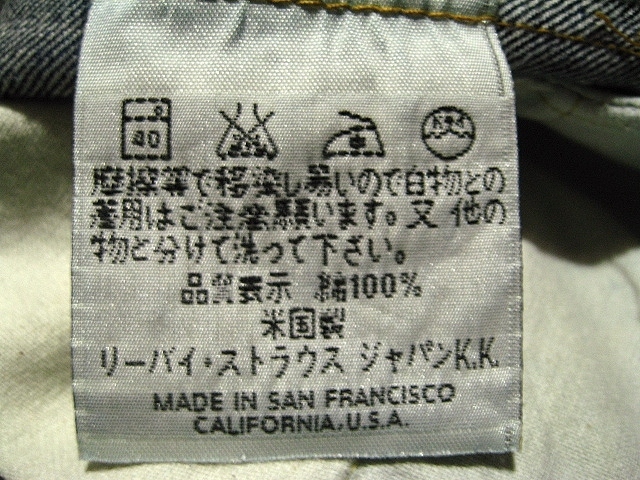 40
摩擦等で移染し易いので白物との
着用はご注意願います。又 他の
物と分けて洗って下さい。
品質表示 綿100%
米国製
リーバイ・ストラウス ジャパンK.K.
MADE IN SAN FRANCISCO
CALIFORNIA, U.S.A.